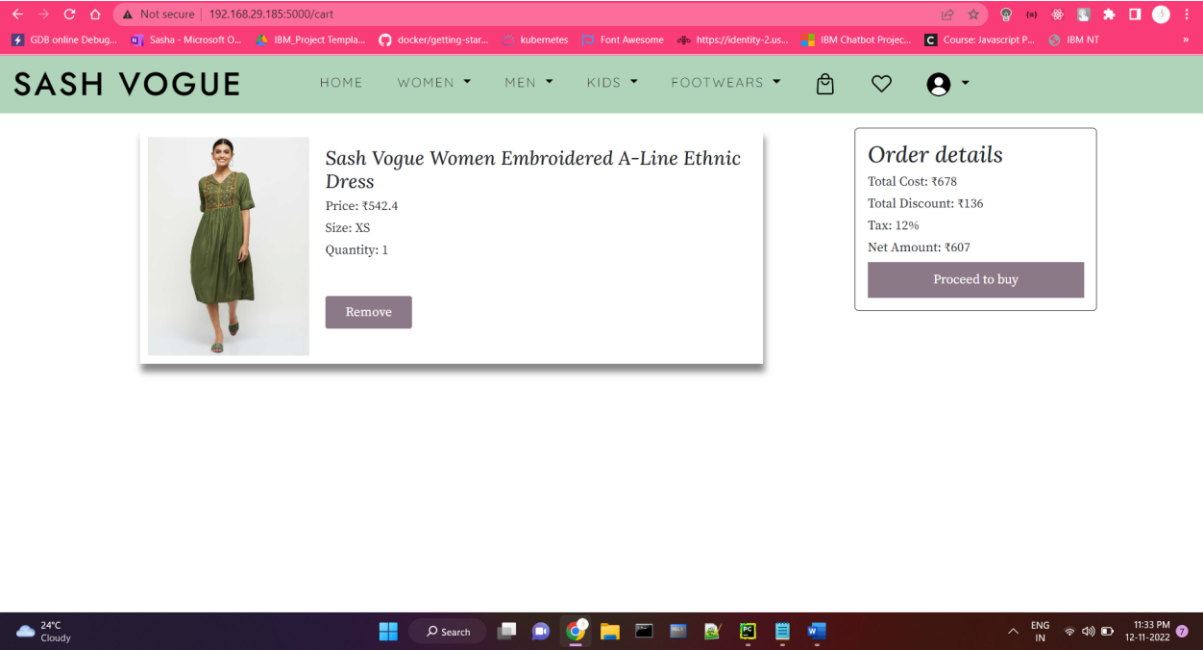 Not secure | 192.168.29.185:5000/cart
GDB online Debug... Sasha - Microsoft O... IBM_Project Templa... docker/getting-star... kubernetes Font Awesome https://identity-2.us... IBM Chatbot Projec... Course: Javascript P... IBM NT »
SASH VOGUE HOME WOMEN MEN KIDS FOOTWEARS
Sash Vogue Women Embroidered A-Line Ethnic
Dress
Price: ₹542.4
Size: XS
Quantity: 1
Remove
Order details
Total Cost: ₹678
Total Discount: ₹136
Tax: 12%
Net Amount: ₹607
Proceed to buy
24°C
Cloudy
Search
ENG
IN
11:33 PM
12-11-2022
7